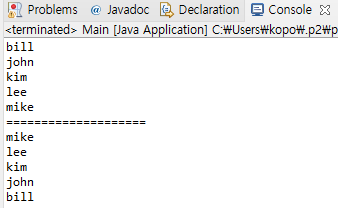 Problems @ Javadoc Declaration Console
<terminated> Main [Java Application] C:₩Users₩kopo₩.p2₩p
bill
john
kim
lee
mike
====================
mike
lee
kim
john
bill